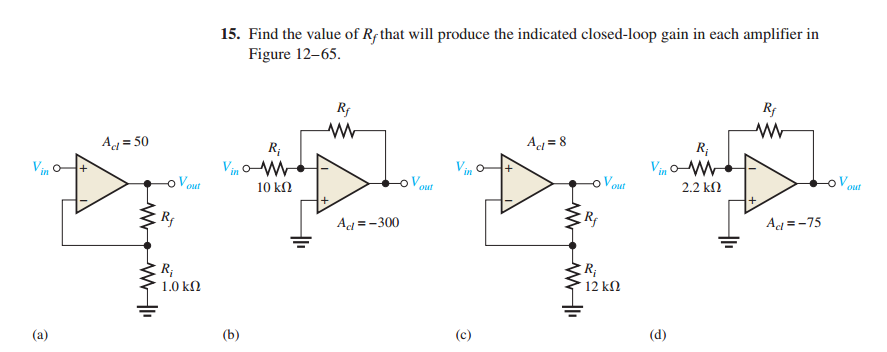 15. Find the value of Rf that will produce the indicated closed-loop gain in each amplifier in
Figure 12–65.
Acl = 50
Vin
+
–
Vout
Rf
Ri
1.0 kΩ
(a)
Rf
Ri
Vin
10 kΩ
–
+
Vout
Acl = –300
(b)
Acl = 8
Vin
+
–
Vout
Rf
Ri
12 kΩ
(c)
Rf
Ri
Vin
2.2 kΩ
–
+
Vout
Acl = –75
(d)